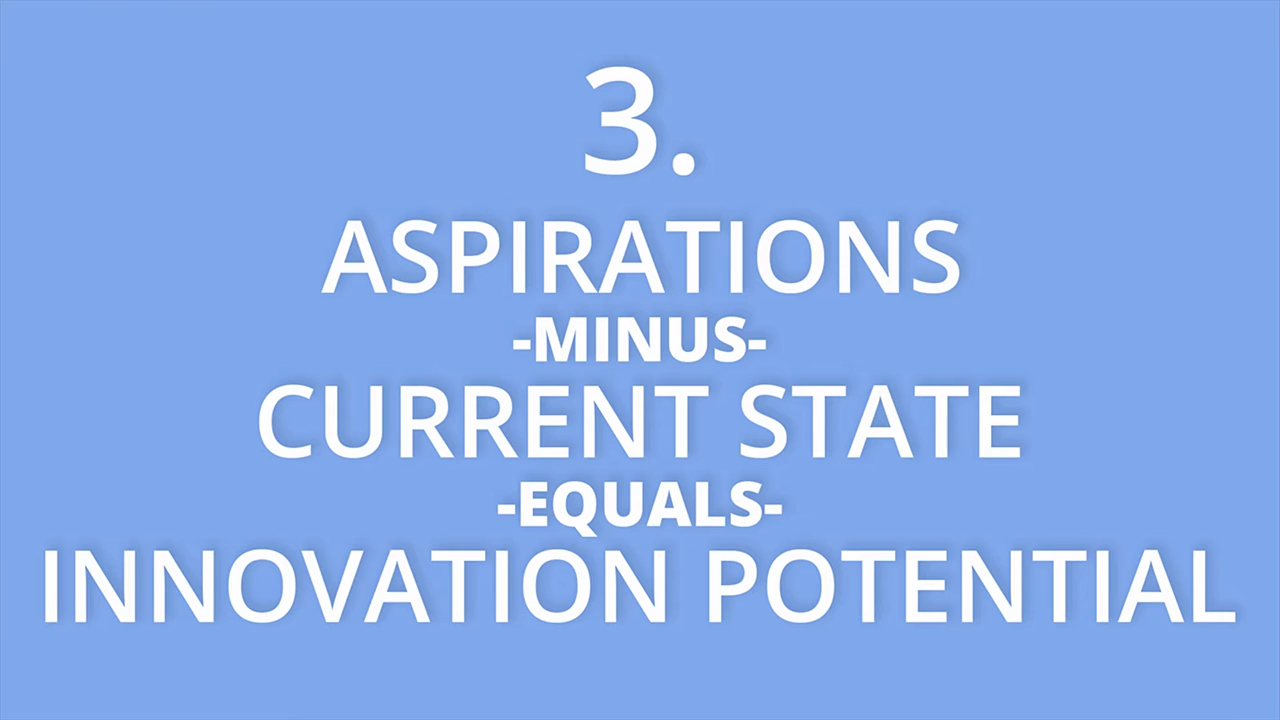 3.
ASPIRATIONS
-MINUS-
CURRENT STATE
-EQUALS-
INNOVATION POTENTIAL